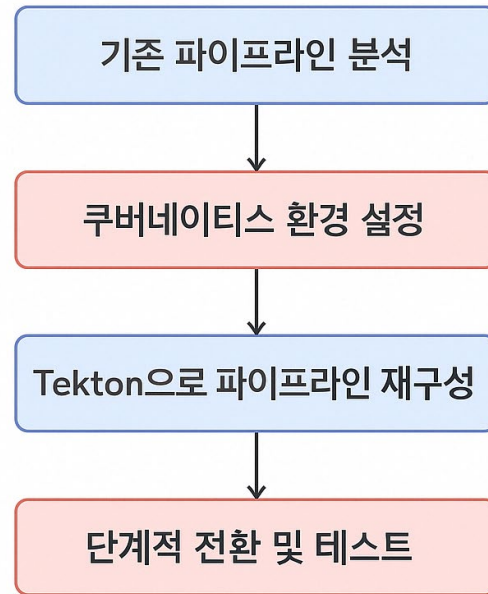 기존 파이프라인 분석
쿠버네이티스 환경 설정
Tekton으로 파이프라인 재구성
단계적 전환 및 테스트